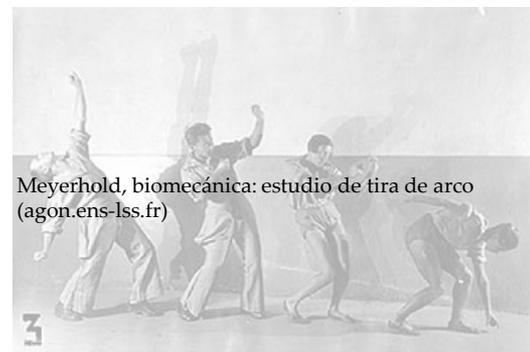 Meyerhold, biomecánica: estudio de tira de arco
(agon.ens-lss.fr)
3